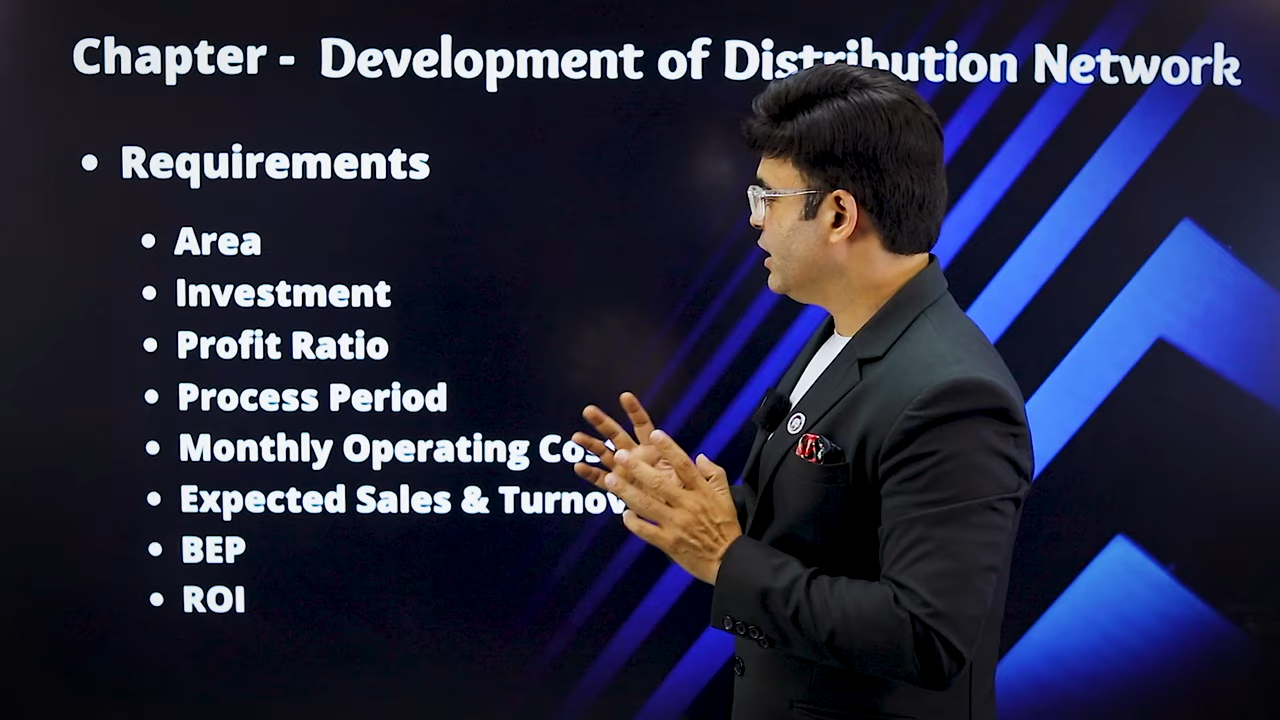 Chapter - Development of Distribution Network
• Requirements
• Area
• Investment
• Profit Ratio
• Process Period
• Monthly Operating
• Expected Sales &
• BEP
• ROI